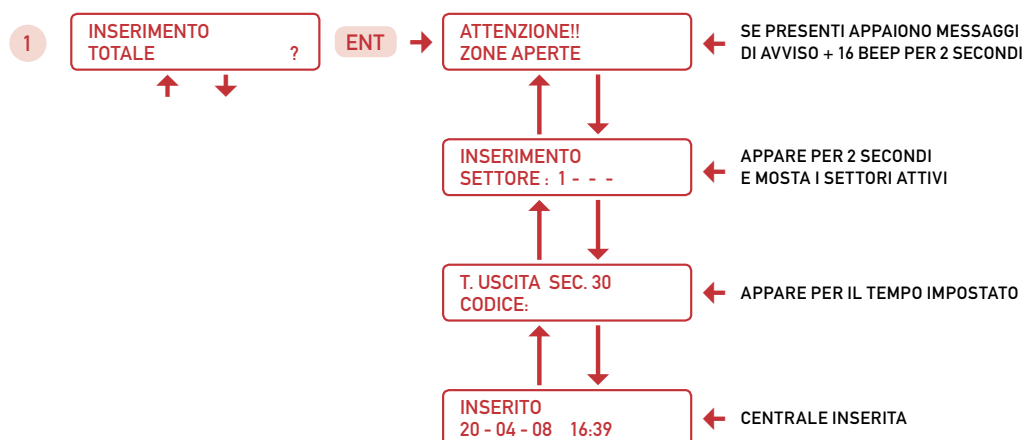 1
INSERIMENTO
TOTALE ?
ENT
ATTENZIONE!!
ZONE APERTE
SE PRESENTI APPAIONO MESSAGGI
DI AVVISO + 16 BEEP PER 2 SECONDI
INSERIMENTO
SETTORE : 1 - - -
APPARE PER 2 SECONDI
E MOSTA I SETTORI ATTIVI
T. USCITA SEC. 30
CODICE:
APPARE PER IL TEMPO IMPOSTATO
INSERITO
20 - 04 - 08 16:39
CENTRALE INSERITA